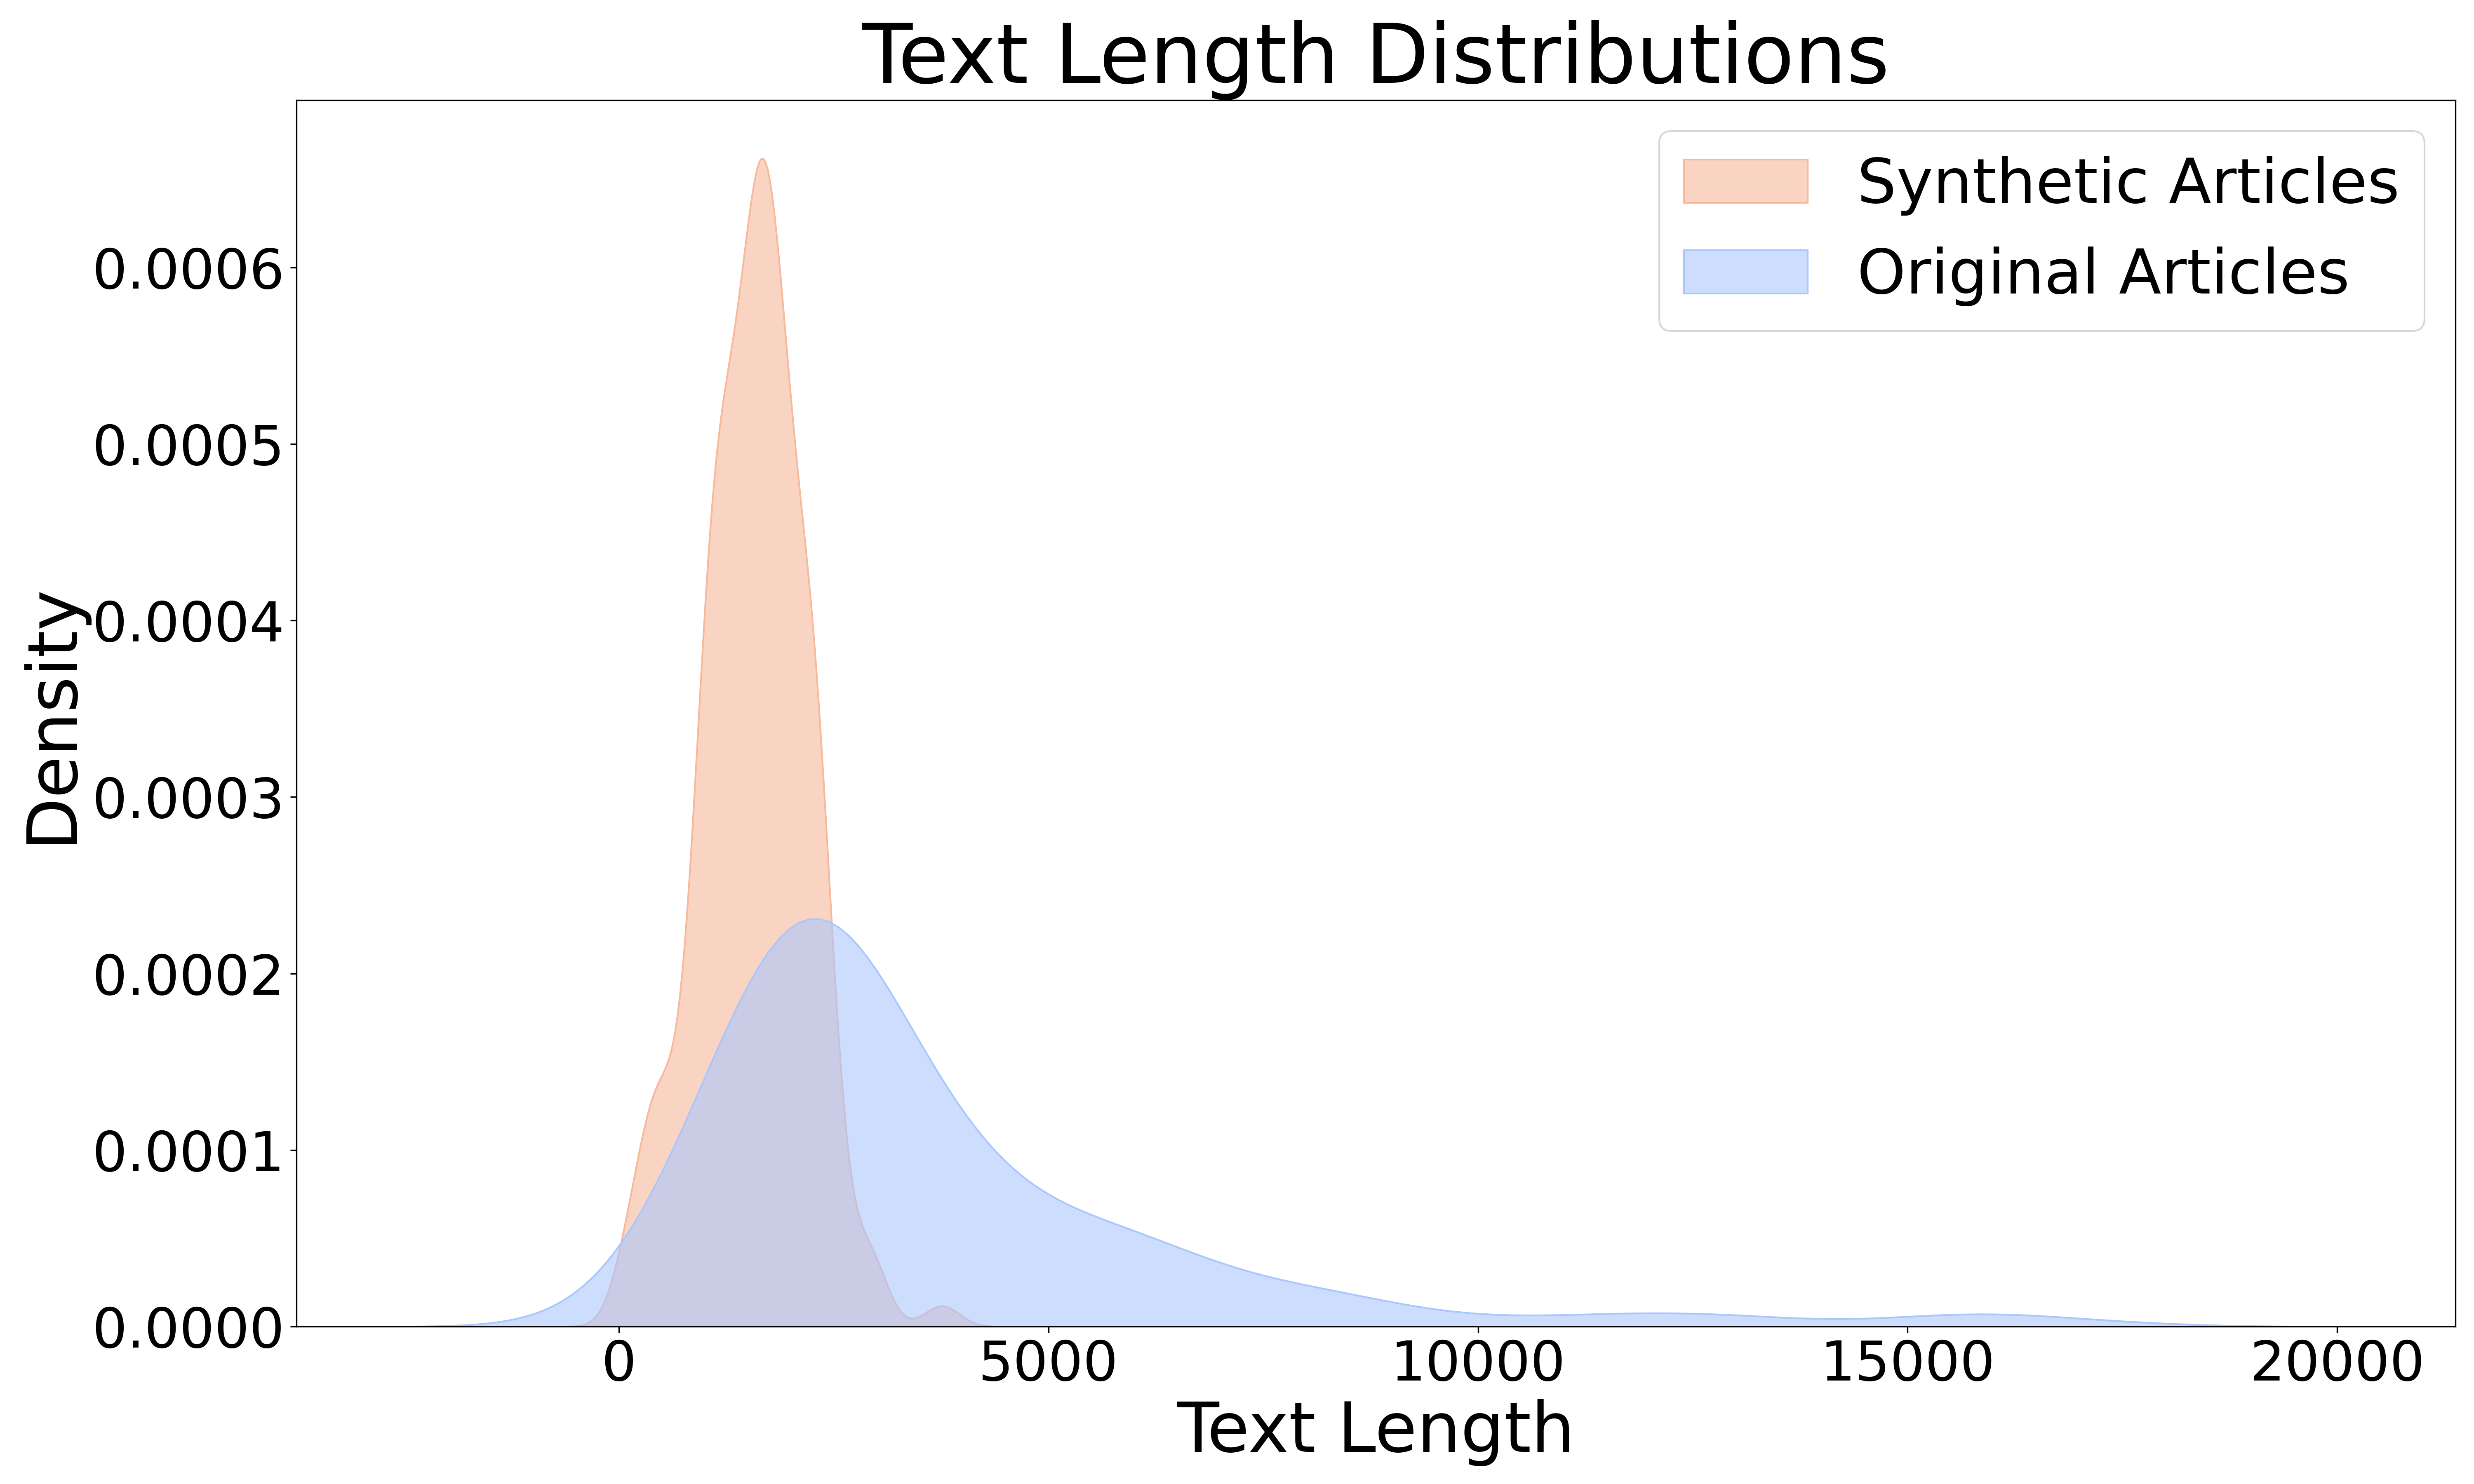 Text Length Distributions
Synthetic Articles
Original Articles
0.0006
0.0005
0.0004
0.0003
0.0002
0.0001
0.0000
Density
0 5000 10000 15000 20000
Text Length